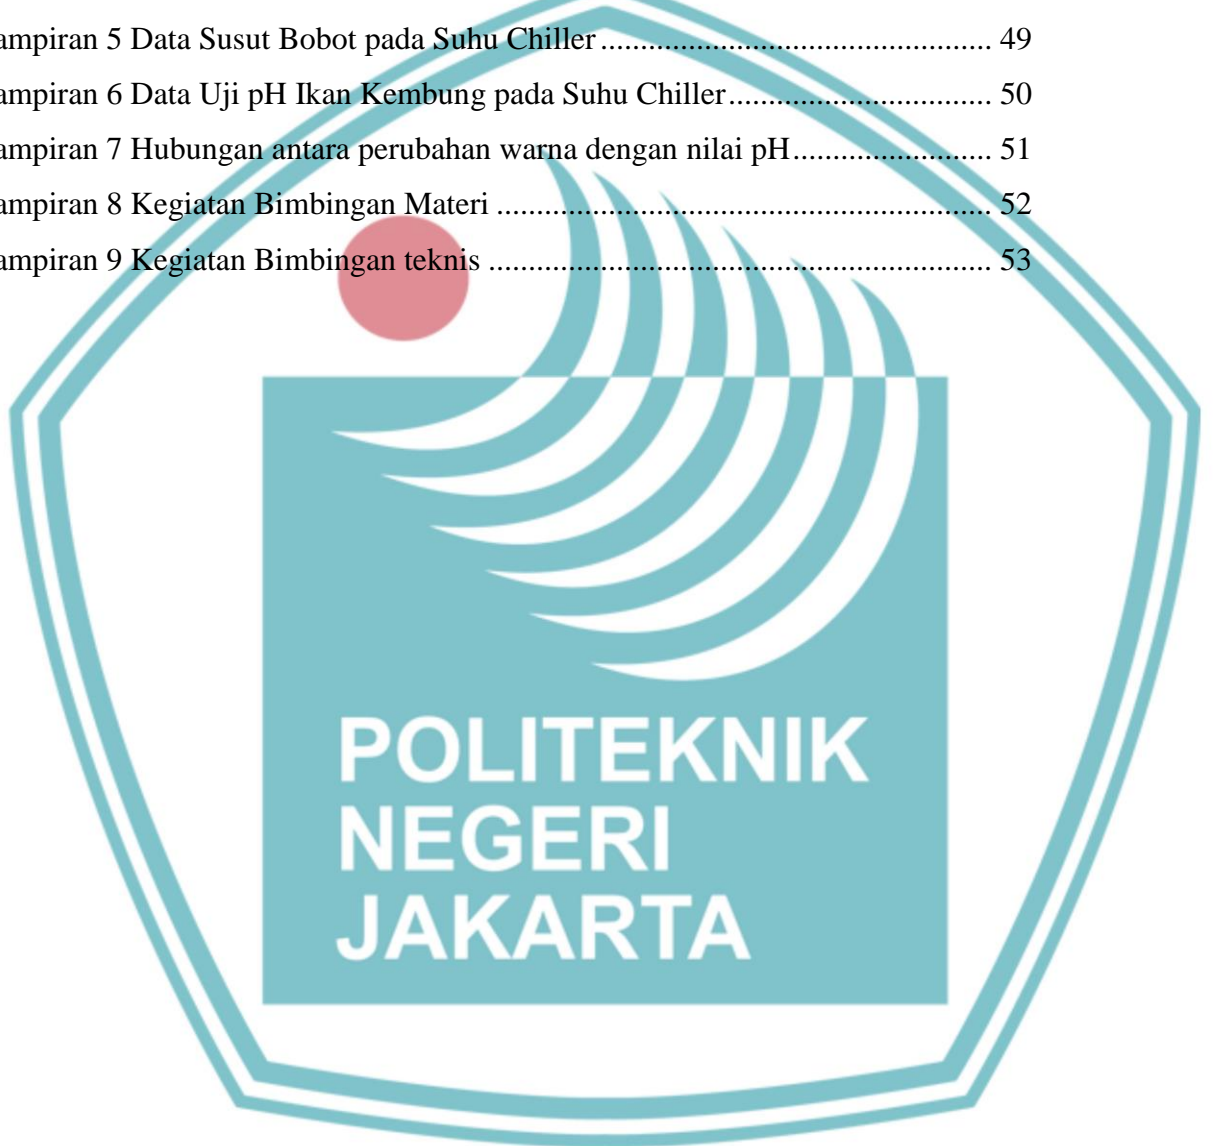 ampiran 5 Data Susut Bobot pada Suhu Chiller ................................................. 49
ampiran 6 Data Uji pH Ikan Kembung pada Suhu Chiller................................. 50
ampiran 7 Hubungan antara perubahan warna dengan nilai pH......................... 51
ampiran 8 Kegiatan Bimbingan Materi .............................................................. 52
ampiran 9 Kegiatan Bimbingan teknis ............................................................... 53
POLITEKNIK
NEGERI
JAKARTA